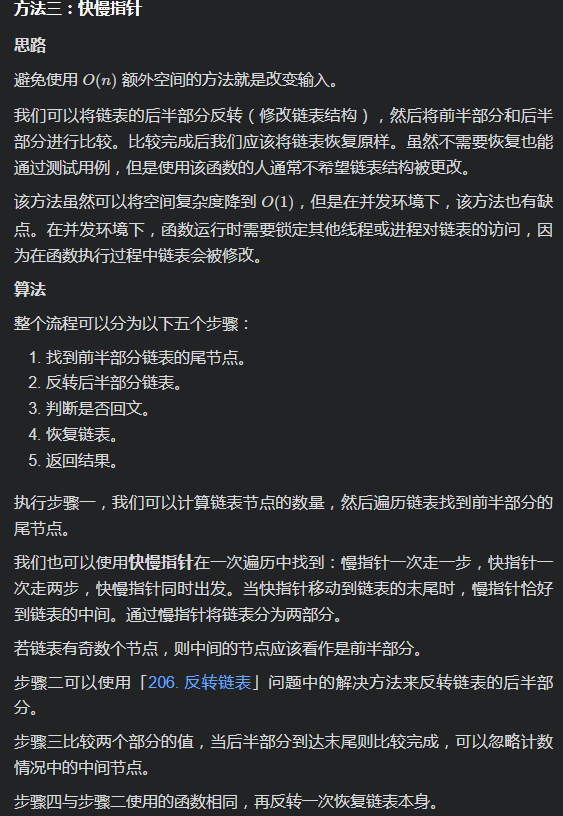 方法三：快慢指针
思路
避免使用 O(n) 额外空间的方法就是改变输入。
我们可以将链表的后半部分反转（修改链表结构），然后将前半部分和后半
部分进行比较。比较完成后我们应该将链表恢复原样。虽然不需要恢复也能
通过测试用例，但是使用该函数的人通常不希望链表结构被更改。
该方法虽然可以将空间复杂度降到 O(1)，但是在并发环境下，该方法也有缺
点。在并发环境下，函数运行时需要锁定其他线程或进程对链表的访问，因
为在函数执行过程中链表会被修改。
算法
整个流程可以分为以下五个步骤：
1. 找到前半部分链表的尾节点。
2. 反转后半部分链表。
3. 判断是否回文。
4. 恢复链表。
5. 返回结果。
执行步骤一，我们可以计算链表节点的数量，然后遍历链表找到前半部分的
尾节点。
我们也可以使用快慢指针在一次遍历中找到：慢指针一次走一步，快指针一
次走两步，快慢指针同时出发。当快指针移动到链表的末尾时，慢指针恰好
到链表的中间。通过慢指针将链表分为两部分。
若链表有奇数个节点，则中间的节点应该看作是前半部分。
步骤二可以使用「206. 反转链表」问题中的解决方法来反转链表的后半部
分。
步骤三比较两个部分的值，当后半部分到达末尾则比较完成，可以忽略计数
情况中的中间节点。
步骤四与步骤二使用的函数相同，再反转一次恢复链表本身。